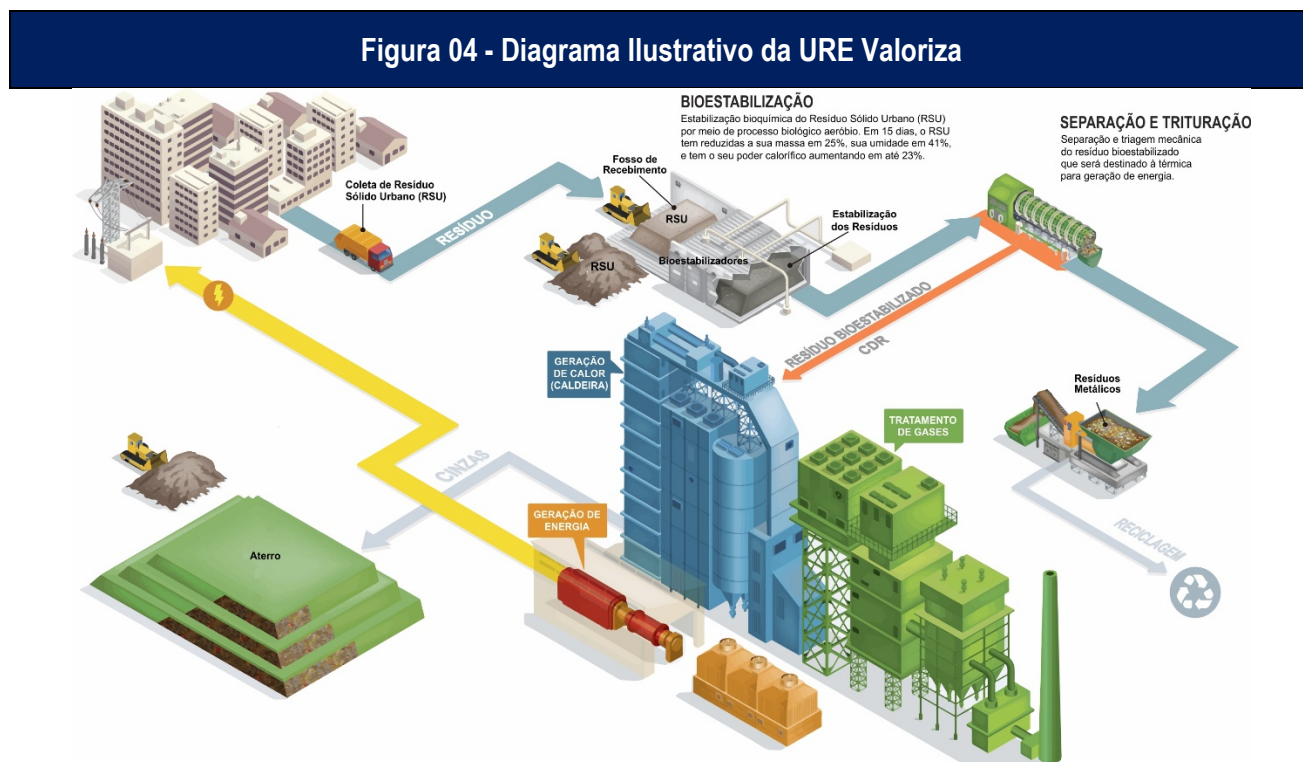 Figura 04 - Diagrama Ilustrativo da URE Valoriza
BIOESTABILIZAÇÃO
Estabilização bioquímica do Resíduo Sólido Urbano (RSU)
por meio de processo biológico aeróbio. Em 15 dias, o RSU
tem reduzidas a sua massa em 25%, sua umidade em 41%,
e tem o seu poder calorífico aumentando em até 23%.
SEPARAÇÃO E TRITURAÇÃO
Separação e triagem mecânica
do resíduo bioestabilizado
que será destinado à térmica
para geração de energia.
Coleta de Resíduo
Sólido Urbano (RSU)
RESÍDUO
Fosso de
Recebimento
RSU
RSU
Bioestabilizadores
Estabilização
dos Resíduos
RESÍDUO BIOESTABILIZADO
CDR
GERAÇÃO
DE CALOR
(CALDEIRA)
Resíduos
Metálicos
TRATAMENTO
DE GASES
CINZAS
GERAÇÃO DE
ENERGIA
RECICLAGEM
Aterro